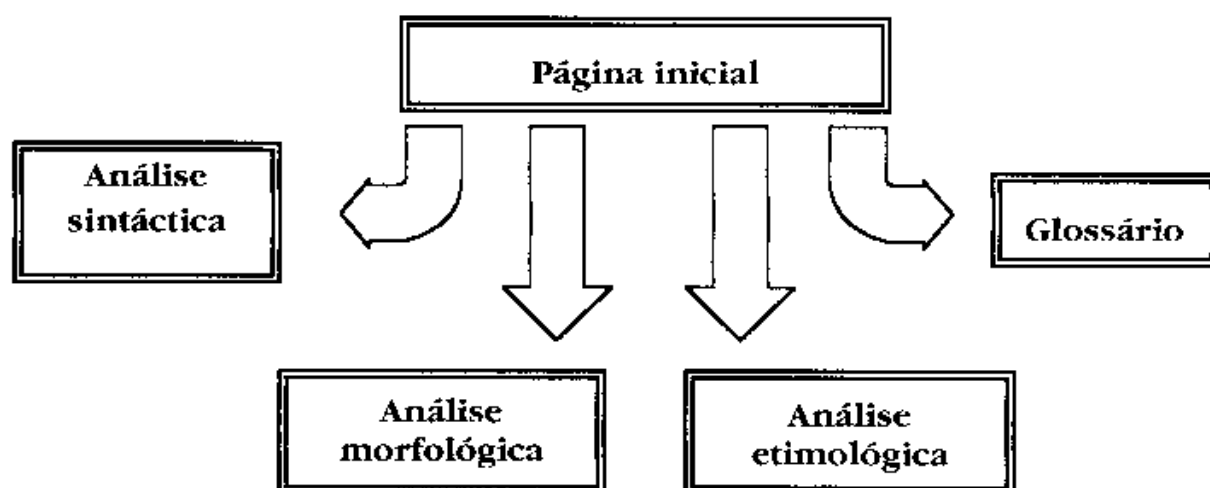 Página inicial
Análise
sintáctica
Glossário
Análise
morfológica
Análise
etimológica